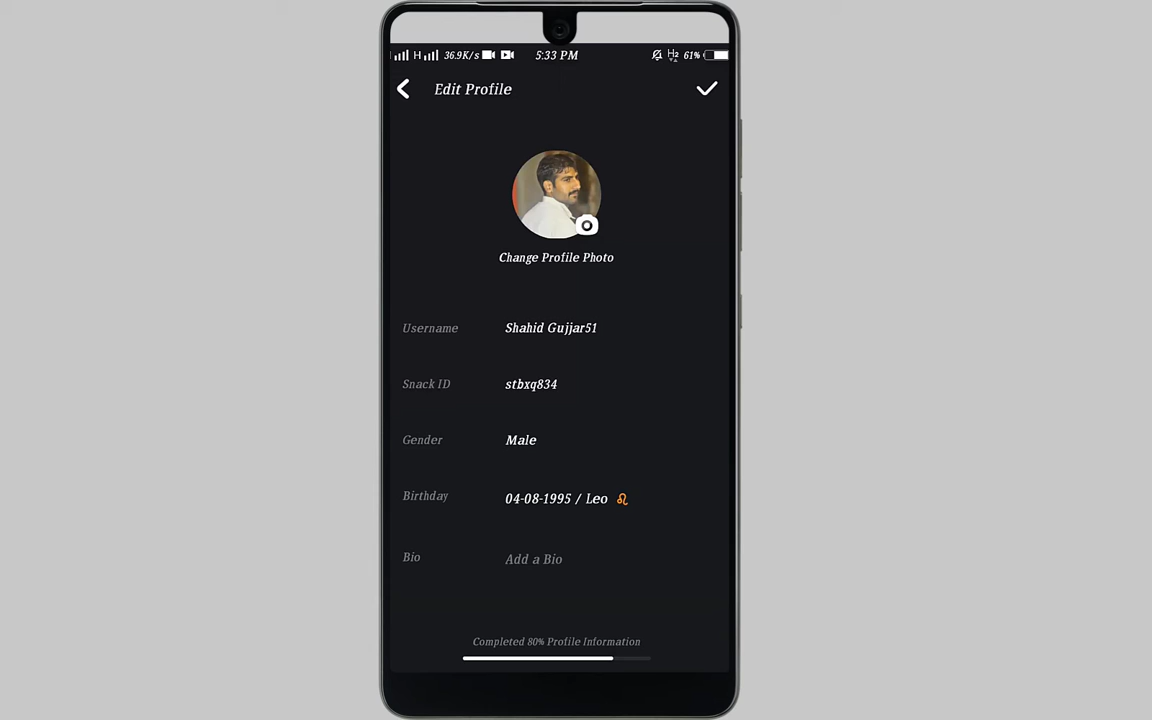 H 36.9K/s 5:33 PM H2 61%
Edit Profile
Change Profile Photo
Username Shahid Gujjar51
Snack ID stbxq834
Gender Male
Birthday 04-08-1995 / Leo ♌
Bio Add a Bio
Completed 80% Profile Information